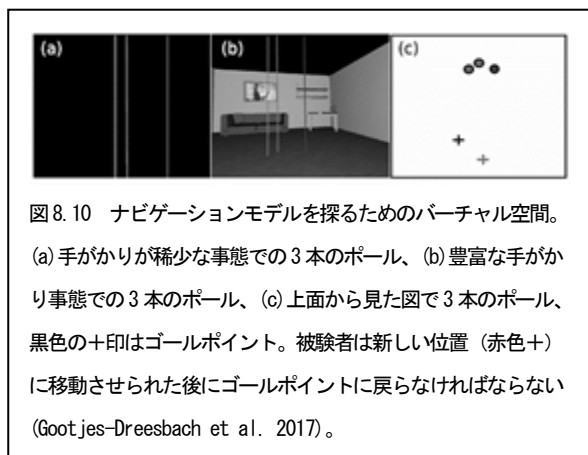 (a) (b) (c)
図8.10 ナビゲーションモデルを探るためのバーチャル空間。
(a)手がかりが稀少な事態での3本のポール、(b)豊富な手がか
り事態での3本のポール、(c)上面から見た図で3本のポール、
黒色の＋印はゴールポイント。被験者は新しい位置（赤色＋）
に移動させられた後にゴールポイントに戻らなければならない
(Gootjes-Dreesbach et al. 2017)。